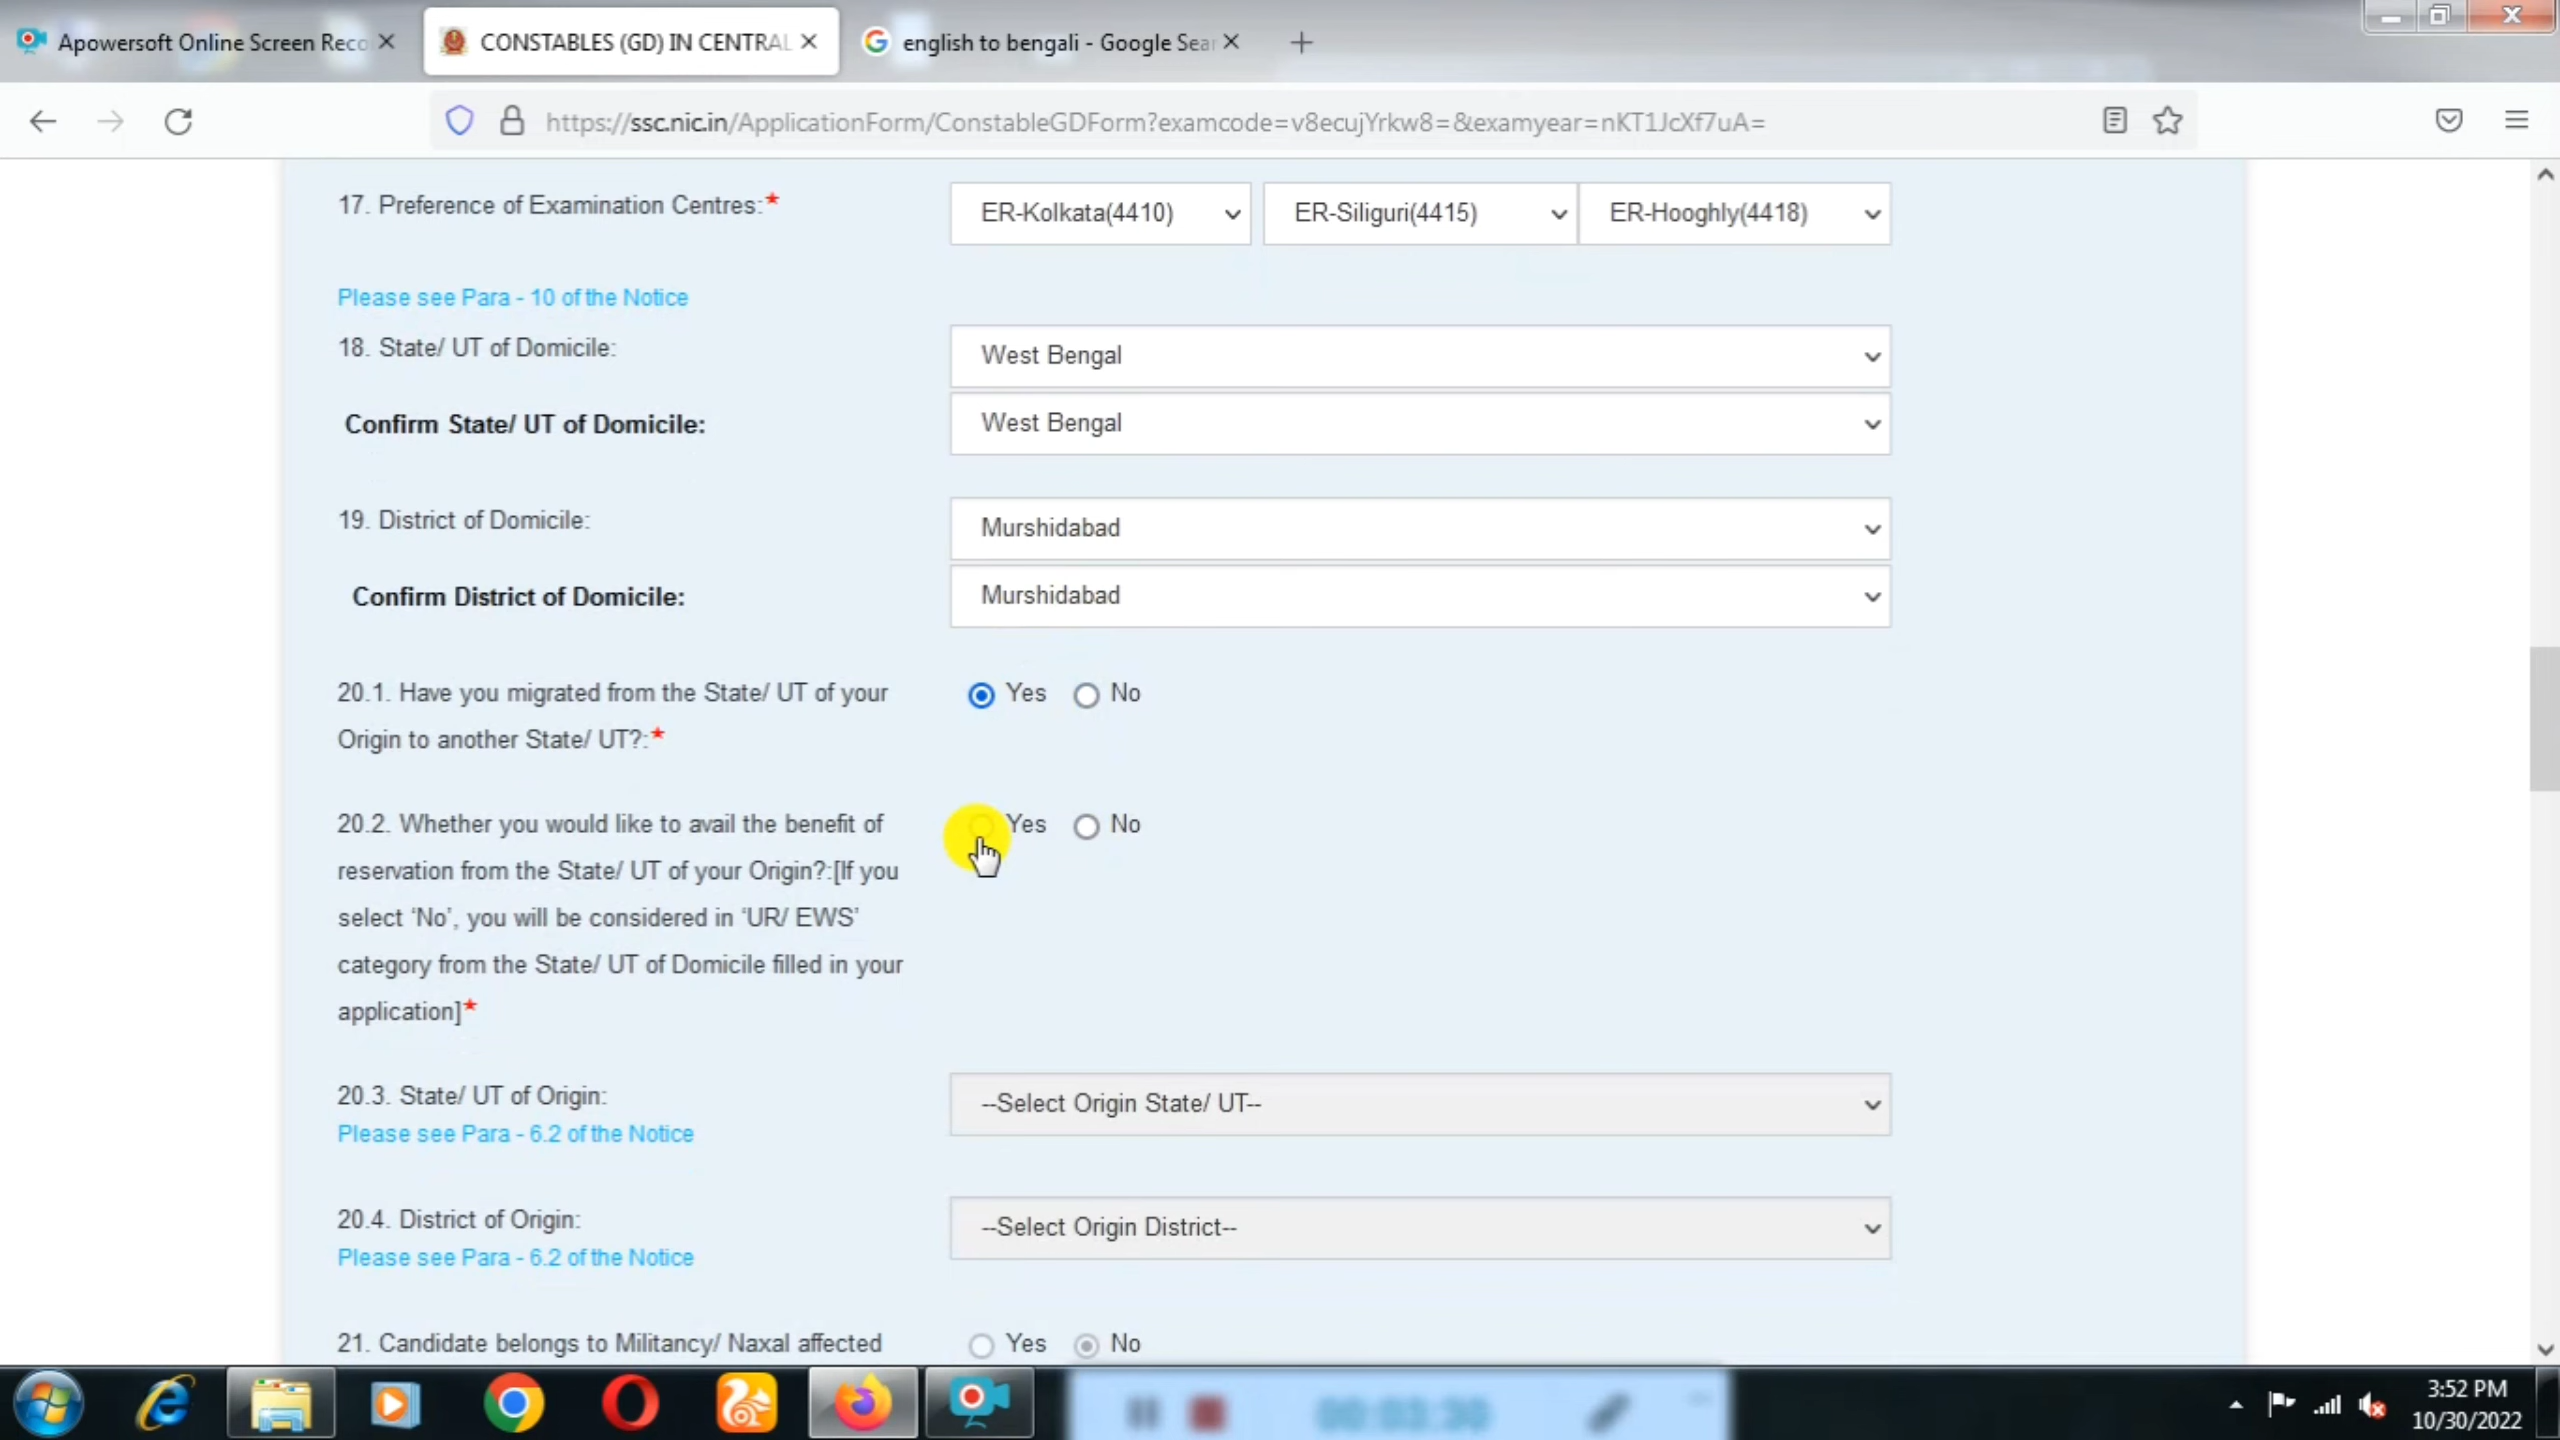 Apowersoft Online Screen Reco
CONSTABLES (GD) IN CENTRAL
english to bengali - Google Sear
https://ssc.nic.in/ApplicationForm/ConstableGDForm?examcode=v8ecujYrkw8=&examyear=nKT1JcXf7uA=
17. Preference of Examination Centres:* ER-Kolkata(4410) ER-Siliguri(4415) ER-Hooghly(4418)
Please see Para - 10 of the Notice
18. State/ UT of Domicile: West Bengal
Confirm State/ UT of Domicile: West Bengal
19. District of Domicile: Murshidabad
Confirm District of Domicile: Murshidabad
20.1. Have you migrated from the State/ UT of your Yes No
Origin to another State/ UT?:*
20.2. Whether you would like to avail the benefit of Yes No
reservation from the State/ UT of your Origin?:[If you
select ‘No’, you will be considered in ‘UR/ EWS’
category from the State/ UT of Domicile filled in your
application]*
20.3. State/ UT of Origin: --Select Origin State/ UT--
Please see Para - 6.2 of the Notice
20.4. District of Origin: --Select Origin District--
Please see Para - 6.2 of the Notice
21. Candidate belongs to Militancy/ Naxal affected Yes No
00:03:30
3:52 PM
10/30/2022